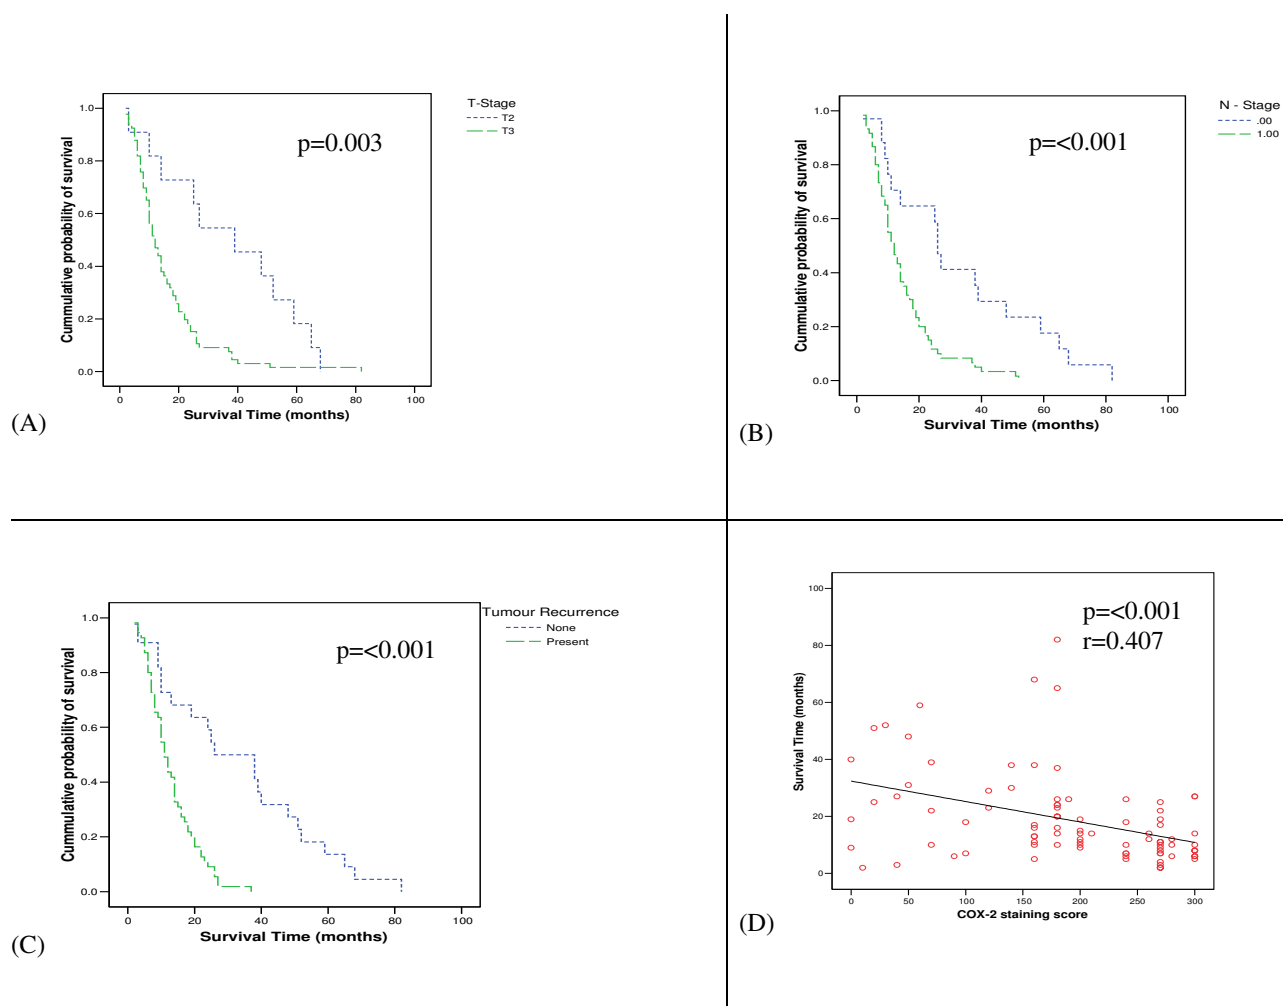 T-Stage
T2
T3
p=0.003
1.0
0.8
0.6
0.4
0.2
0.0
Cummulative probability of survival
0 20 40 60 80 100
Survival Time (months)
(A)
N - Stage
.00
1.00
p=<0.001
1.0
0.8
0.6
0.4
0.2
0.0
Cummulative probability of survival
0 20 40 60 80 100
Survival Time (months)
(B)
Tumour Recurrence
None
Present
p=<0.001
1.0
0.8
0.6
0.4
0.2
0.0
Cummulative probability of survival
0 20 40 60 80 100
Survival Time (months)
(C)
p=<0.001
r=0.407
100
80
60
40
20
0
Survival Time (months)
0 50 100 150 200 250 300
COX-2 staining score
(D)